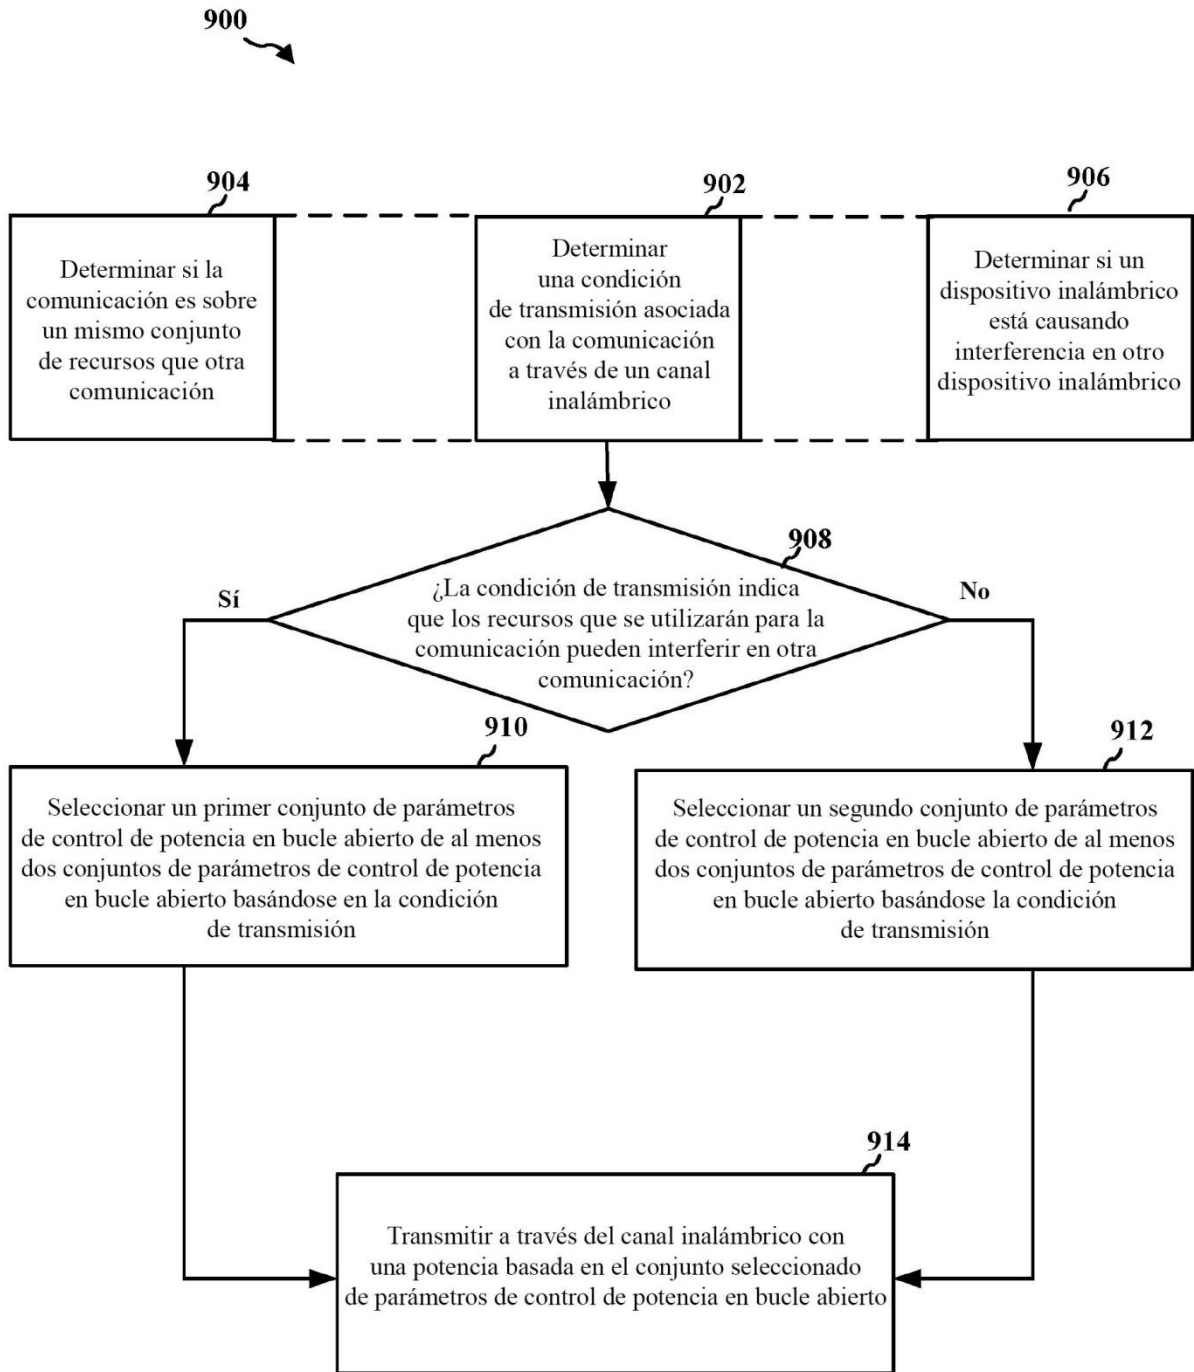 900
904
Determinar si la
comunicación es sobre
un mismo conjunto
de recursos que otra
comunicación
902
Determinar
una condición
de transmisión asociada
con la comunicación
a través de un canal
inalámbrico
906
Determinar si un
dispositivo inalámbrico
está causando
interferencia en otro
dispositivo inalámbrico
908
¿La condición de transmisión indica
que los recursos que se utilizarán para la
comunicación pueden interferir en otra
comunicación?
Sí
No
910
Seleccionar un primer conjunto de parámetros
de control de potencia en bucle abierto de al menos
dos conjuntos de parámetros de control de potencia
en bucle abierto basándose en la condición
de transmisión
912
Seleccionar un segundo conjunto de parámetros
de control de potencia en bucle abierto de al menos
dos conjuntos de parámetros de control de potencia
en bucle abierto basándose la condición
de transmisión
914
Transmitir a través del canal inalámbrico con
una potencia basada en el conjunto seleccionado
de parámetros de control de potencia en bucle abierto